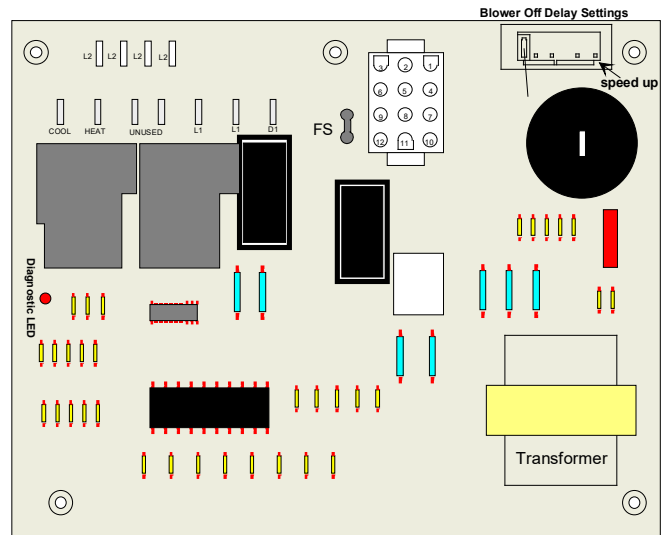 Blower Off Delay Settings
L2 L2 L2 L2
speed up
3 2 1
6 5 4
9 8 7
12 11 10
COOL HEAT UNUSED L1 L1 D1
FS
Diagnostic LED
Transformer